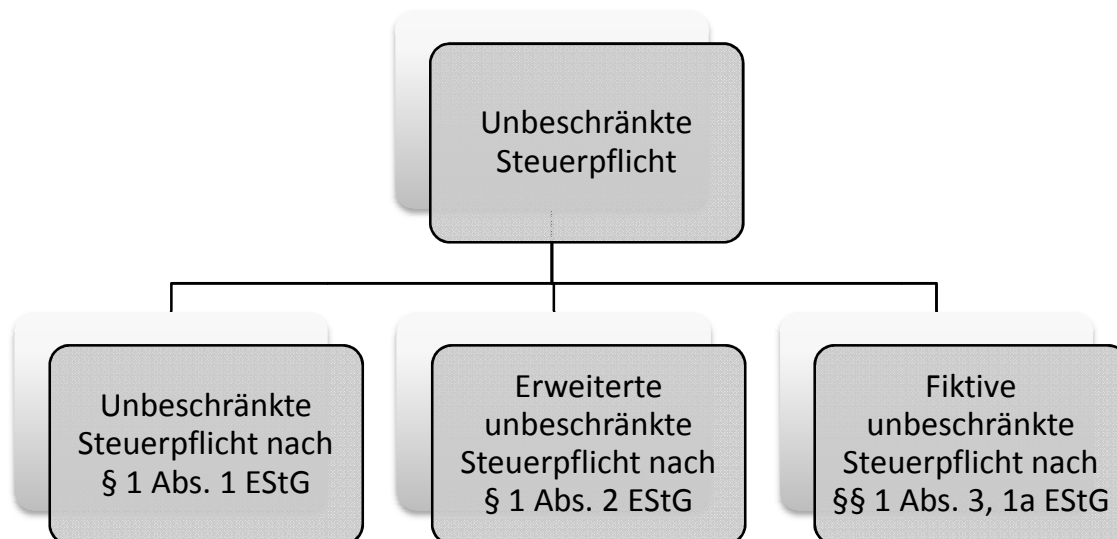 Unbeschränkte
Steuerpflicht
Unbeschränkte
Steuerpflicht nach
§ 1 Abs. 1 EStG
Erweiterte
unbeschränkte
Steuerpflicht nach
§ 1 Abs. 2 EStG
Fiktive
unbeschränkte
Steuerpflicht nach
§§ 1 Abs. 3, 1a EStG